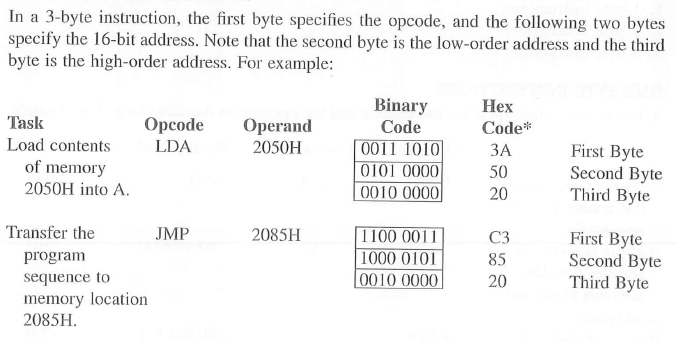 In a 3-byte instruction, the first byte specifies the opcode, and the following two bytes
specify the 16-bit address. Note that the second byte is the low-order address and the third
byte is the high-order address. For example:
Task Opcode Operand Binary Code Hex Code*
Load contents LDA 2050H 0011 1010 3A First Byte
of memory 0101 0000 50 Second Byte
2050H into A. 0010 0000 20 Third Byte
Transfer the JMP 2085H 1100 0011 C3 First Byte
program 1000 0101 85 Second Byte
sequence to 0010 0000 20 Third Byte
memory location
2085H.